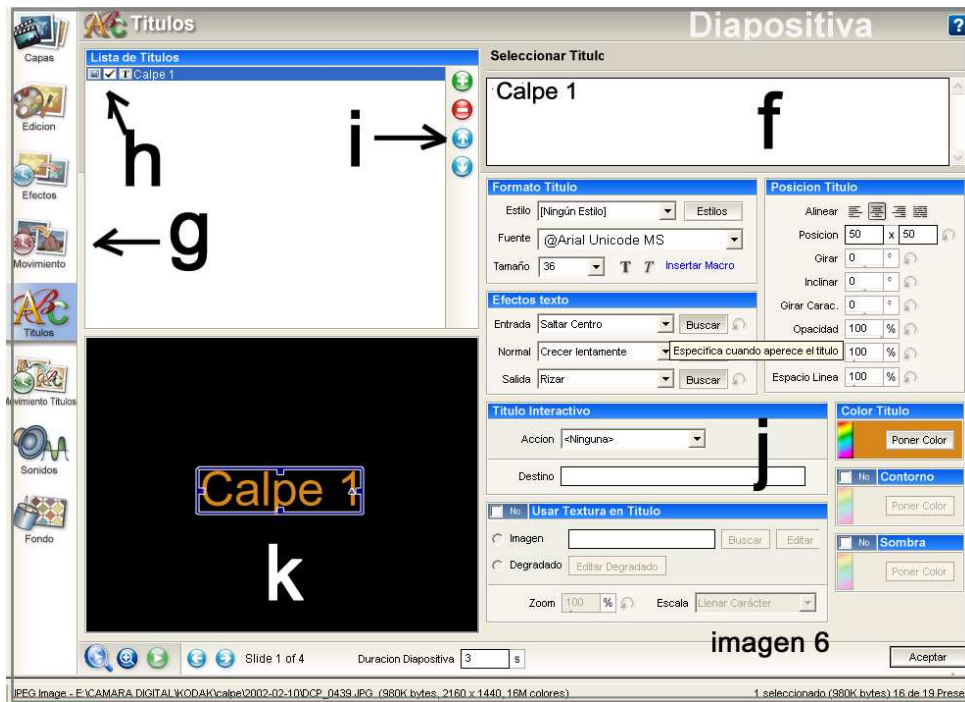 Titulos
Diapositiva
?
Capas
Edicion
Efectos
Movimiento
Titulos
vimiento Titulos
Sonidos
Fondo
Lista de Titulos
T Calpe 1
h
i
g
Seleccionar Titulo
Calpe 1
f
Formato Titulo
Estilo [Ningún Estilo] Estilos
Fuente @Arial Unicode MS
Tamaño 36 T T Insertar Macro
Posicion Titulo
Alinear
Posicion 50 x 50
Girar 0 °
Inclinar 0 °
Girar Carac. 0 °
Opacidad 100 %
100 %
Espacio Linea 100 %
Efectos texto
Entrada Saltar Centro Buscar
Normal Crecer lentamente
Especifica cuando aperece el titulo
Salida Rizar Buscar
Titulo Interactivo
Accion <Ninguna>
Destino
j
Color Titulo
Poner Color
No Contorno
Poner Color
No Sombra
Poner Color
No Usar Textura en Titulo
Imagen Buscar Editar
Degradado Editar Degradado
Zoom 100 % Escala Llenar Carácter
Calpe 1
k
imagen 6
Slide 1 of 4 Duracion Diapositiva 3 s
Aceptar
JPEG Image - E:\CAMARA DIGITAL\KODAK\calpe\2002-02-10\DCP_0439.JPG (980K bytes, 2160 x 1440, 16M colores)
1 seleccionado (980K bytes) 16 de 19 Prese